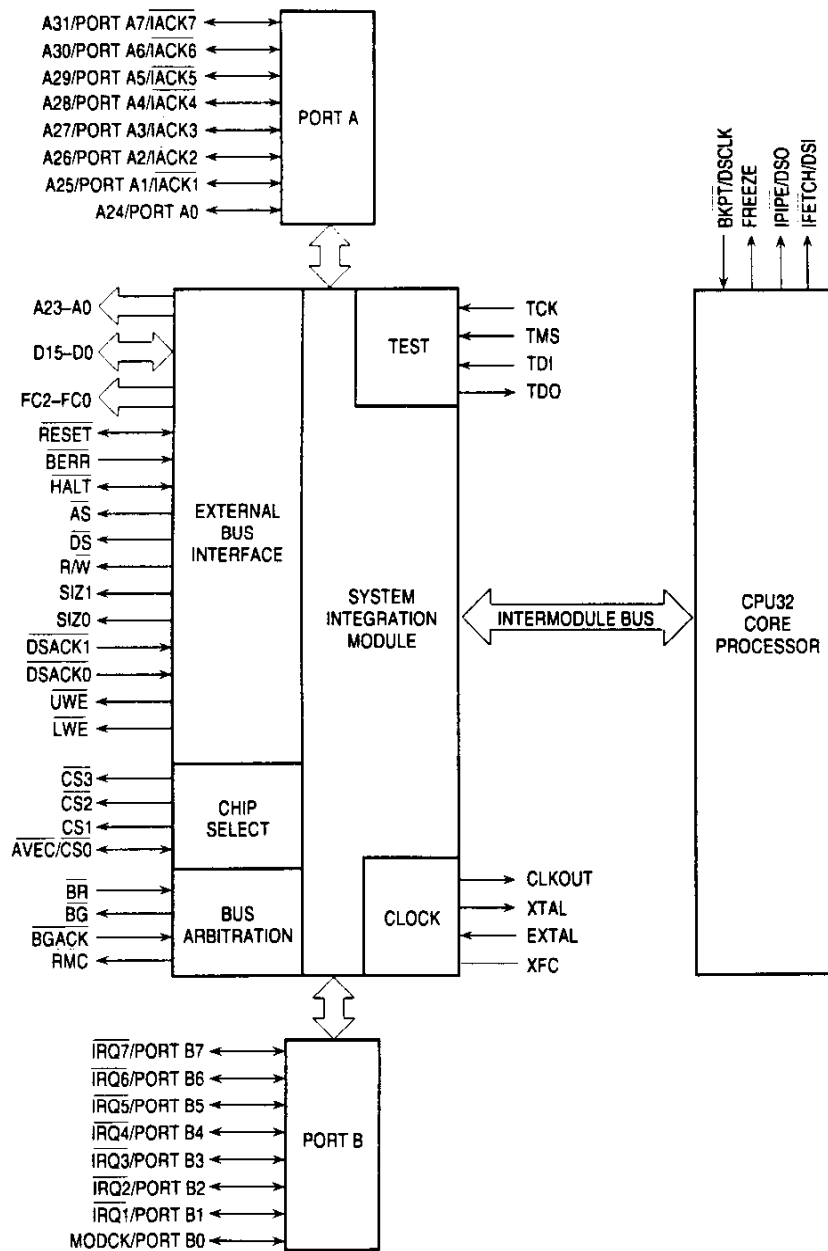 A31/PORT A7/IACK7
A30/PORT A6/IACK6
A29/PORT A5/IACK5
A28/PORT A4/IACK4
A27/PORT A3/IACK3
A26/PORT A2/IACK2
A25/PORT A1/IACK1
A24/PORT A0
PORT A
BKPT/DSCLK
FREEZE
IPIPE/DSO
IFETCH/DSI
A23–A0
D15–D0
FC2–FC0
RESET
BERR
HALT
AS
DS
R/W
SIZ1
SIZ0
DSACK1
DSACK0
UWE
LWE
EXTERNAL
BUS
INTERFACE
CS3
CS2
CS1
AVEC/CS0
CHIP
SELECT
BR
BG
BGACK
RMC
BUS
ARBITRATION
SYSTEM
INTEGRATION
MODULE
TEST
TCK
TMS
TDI
TDO
INTERMODULE BUS
CPU32
CORE
PROCESSOR
CLOCK
CLKOUT
XTAL
EXTAL
XFC
IRQ7/PORT B7
IRQ6/PORT B6
IRQ5/PORT B5
IRQ4/PORT B4
IRQ3/PORT B3
IRQ2/PORT B2
IRQ1/PORT B1
MODCK/PORT B0
PORT B